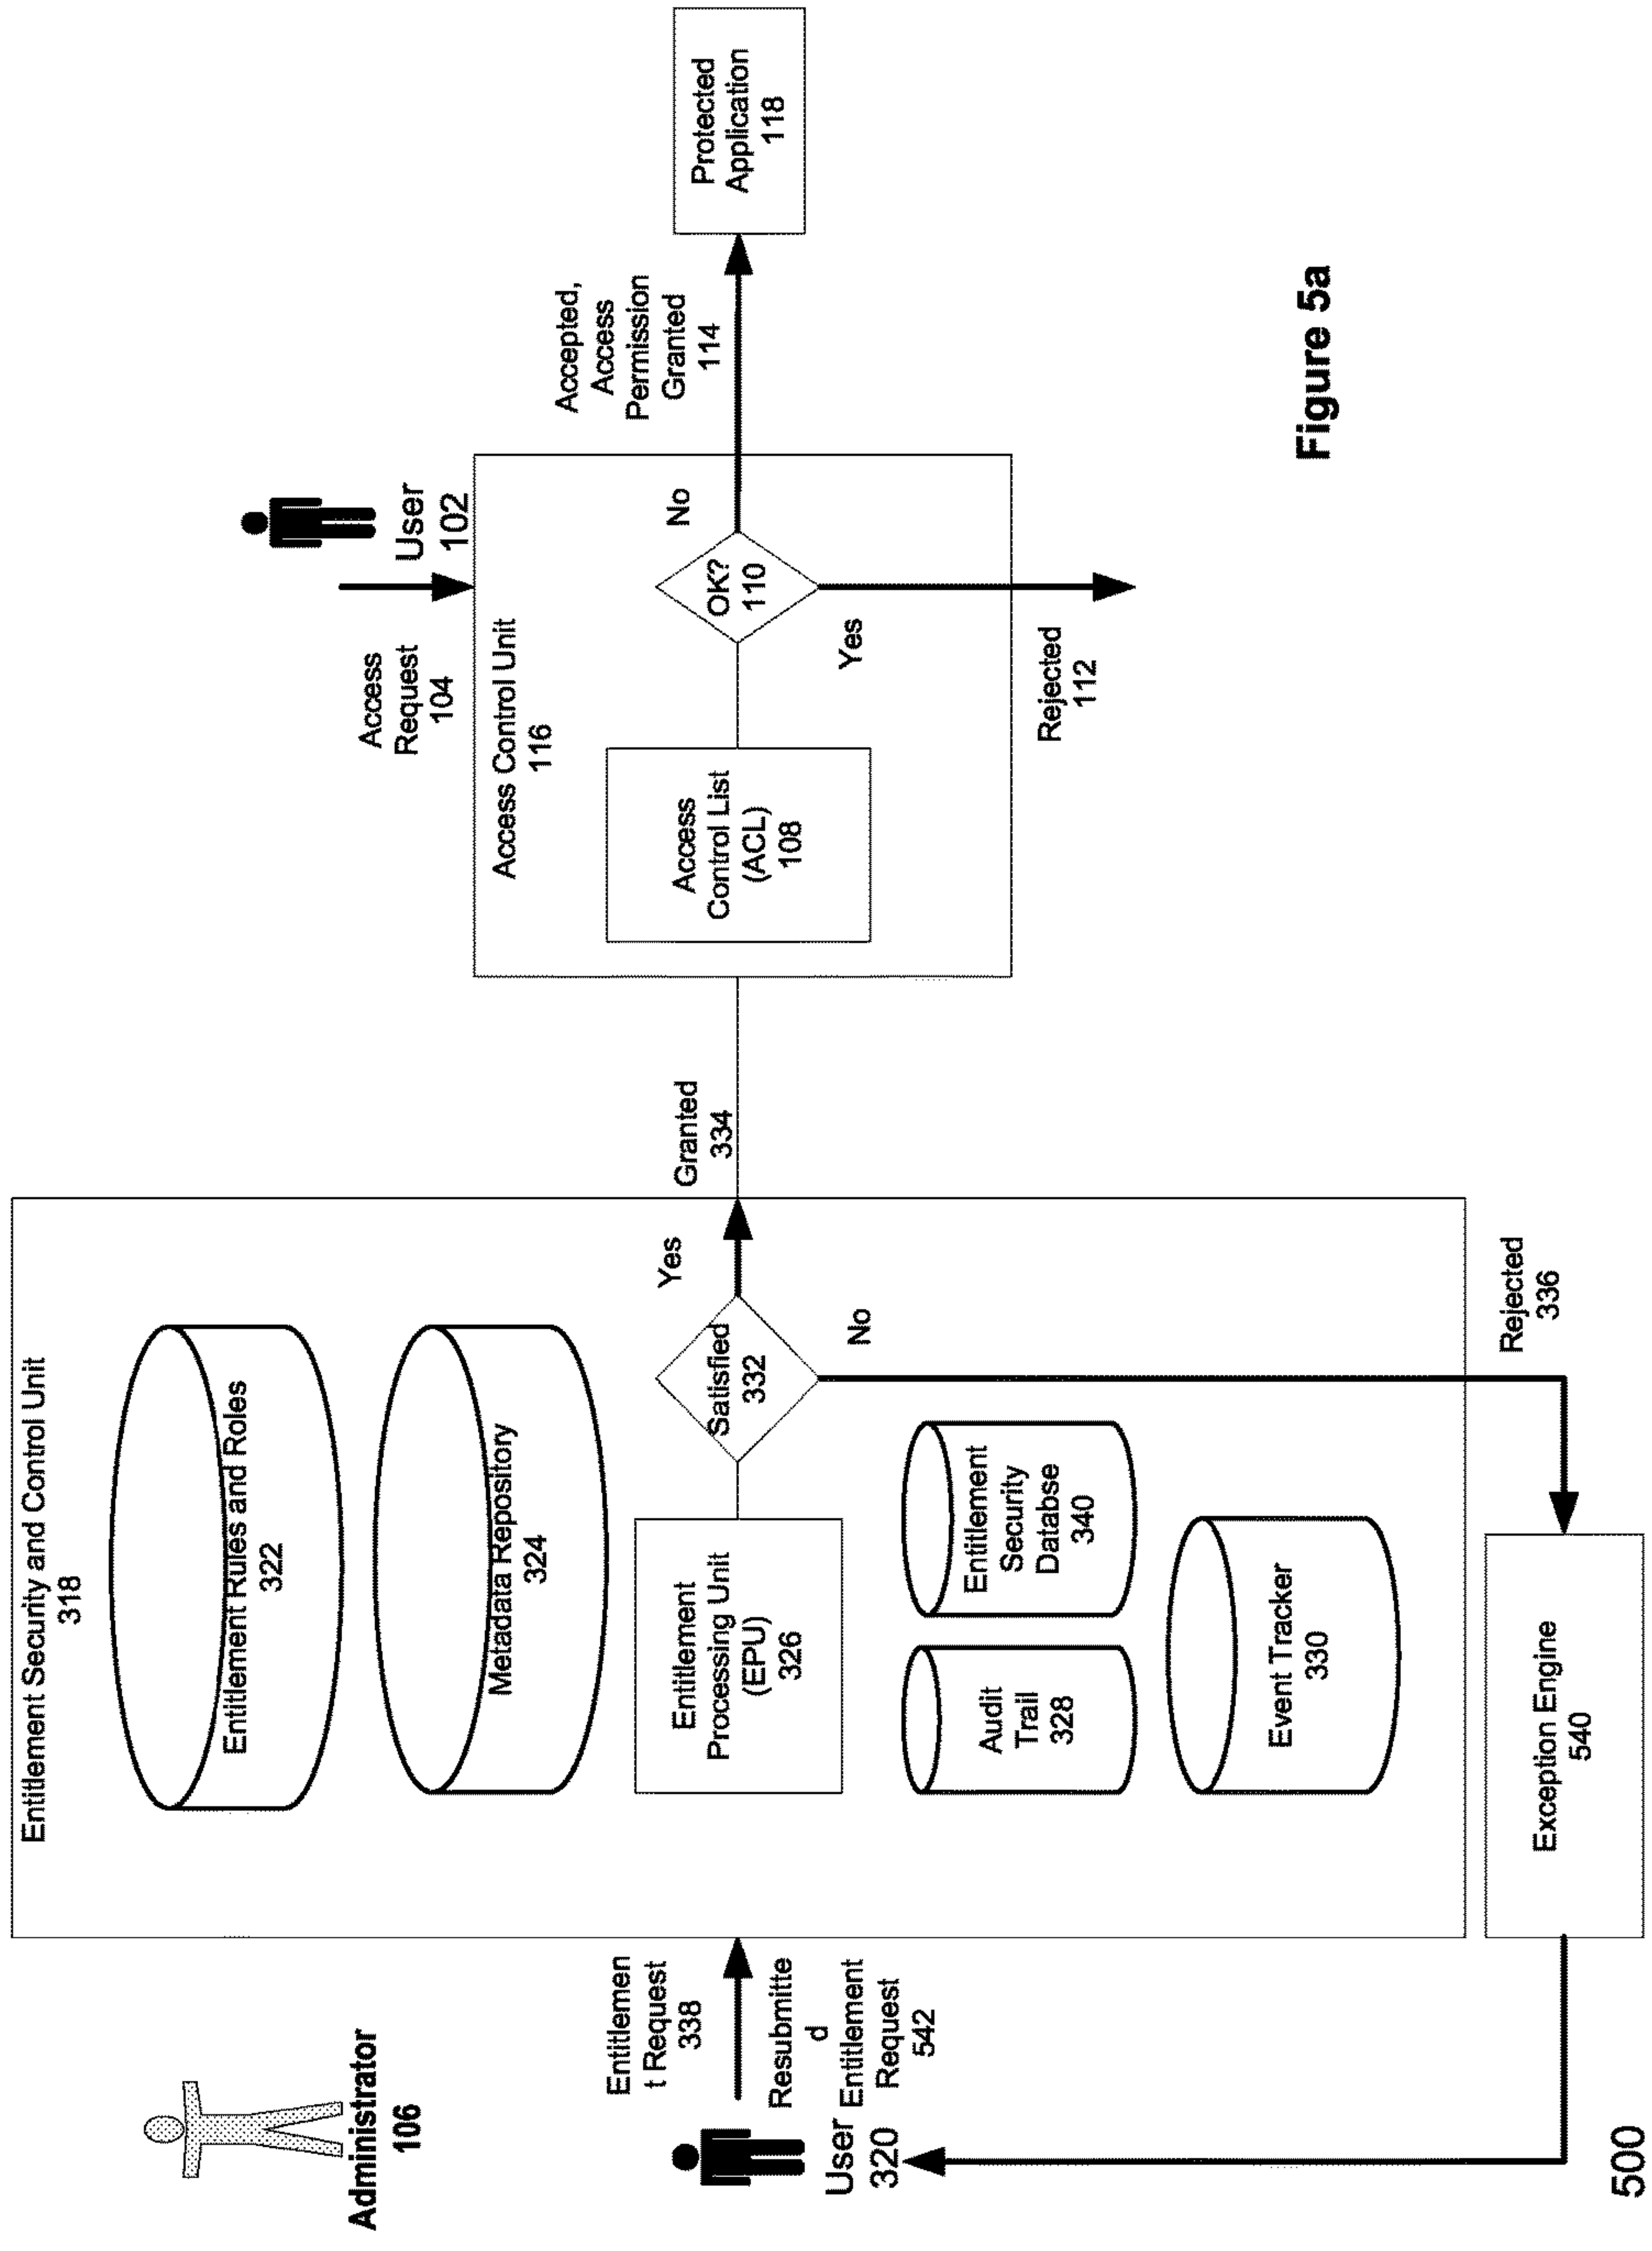 Administrator
106
Entitlemen
t Request
338
Resubmitte
d
Entitlement
Request
542
User
320
500
Entitlement Security and Control Unit
318
Entitlement Rules and Roles
322
Metadata Repository
324
Entitlement
Processing Unit
(EPU)
326
Satisfied
332
Yes
No
Audit
Trail
328
Entitlement
Security
Databse
340
Event Tracker
330
Exception Engine
540
Rejected
336
Granted
334
Access
Request
104
User
102
Access Control Unit
116
Access
Control List
(ACL)
108
OK?
110
No
Yes
Rejected
112
Accepted,
Access
Permission
Granted
114
Protected
Application
118
Figure 5a